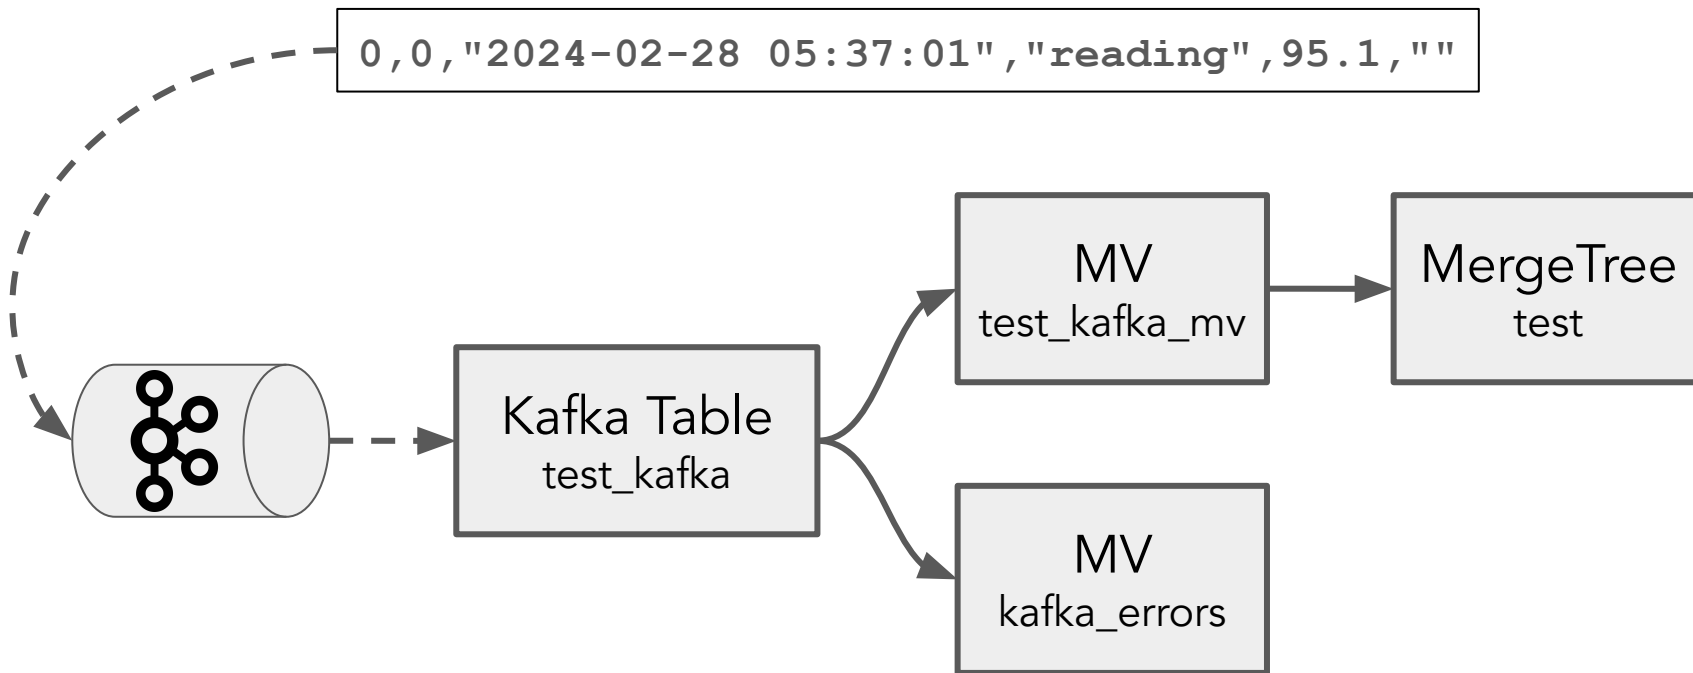 0,0,"2024-02-28 05:37:01","reading",95.1,""
MV
test_kafka_mv
MergeTree
test
Kafka Table
test_kafka
MV
kafka_errors